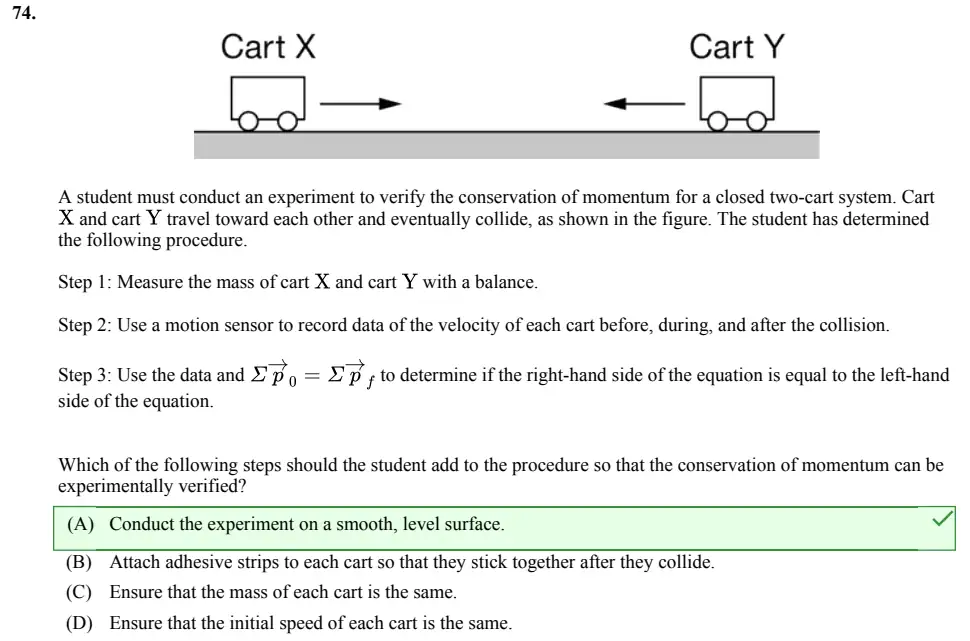 74.
Cart X
Cart Y
A student must conduct an experiment to verify the conservation of momentum for a closed two-cart system. Cart
X and cart Y travel toward each other and eventually collide, as shown in the figure. The student has determined
the following procedure.
Step 1: Measure the mass of cart X and cart Y with a balance.
Step 2: Use a motion sensor to record data of the velocity of each cart before, during, and after the collision.
Step 3: Use the data and $\Sigma \overrightarrow{p}_0 = \Sigma \overrightarrow{p}_f$ to determine if the right-hand side of the equation is equal to the left-hand
side of the equation.
Which of the following steps should the student add to the procedure so that the conservation of momentum can be
experimentally verified?
(A) Conduct the experiment on a smooth, level surface.
(B) Attach adhesive strips to each cart so that they stick together after they collide.
(C) Ensure that the mass of each cart is the same.
(D) Ensure that the initial speed of each cart is the same.